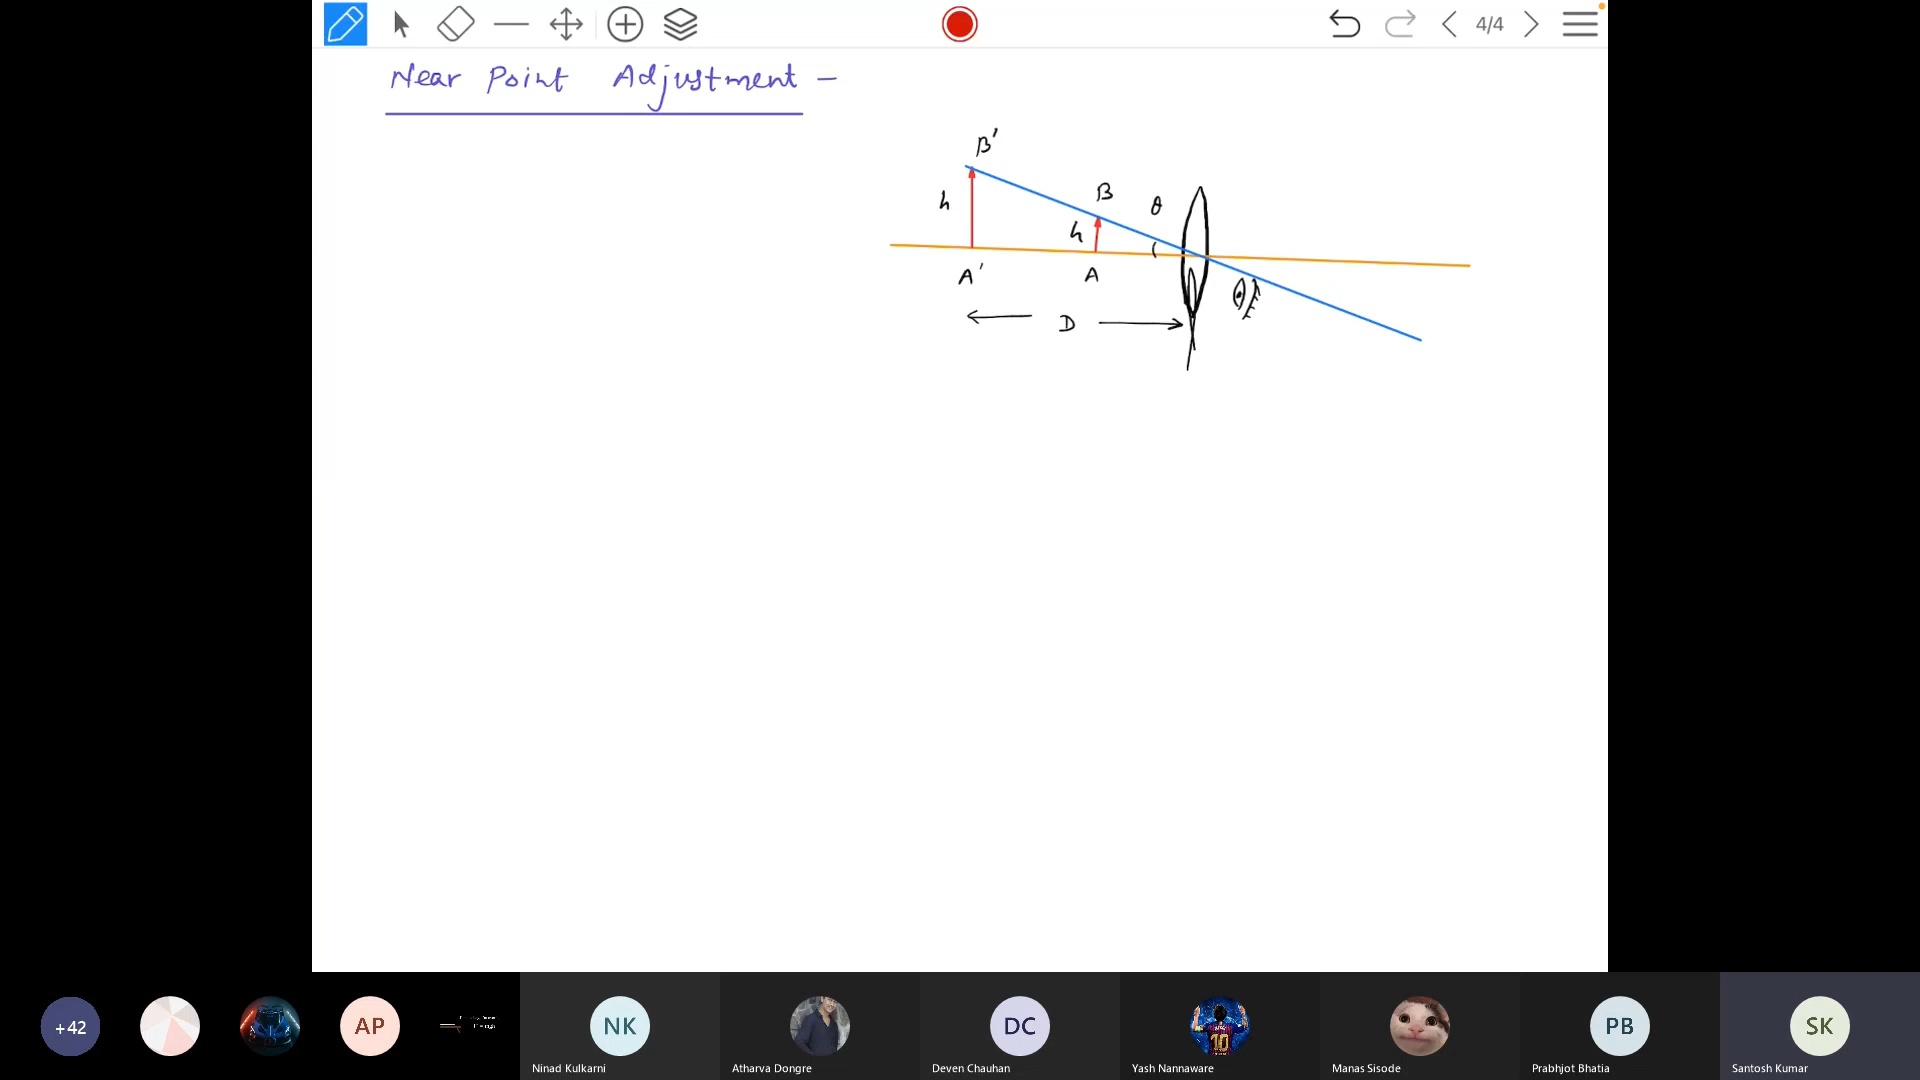 4/4
Near Point Adjustment -
B'
B
θ
h
h
A'
A
D
+42
AP
NK
DC
10
PB
SK
Ninad Kulkarni
Atharva Dongre
Deven Chauhan
Yash Nannaware
Manas Sisode
Prabhjot Bhatia
Santosh Kumar